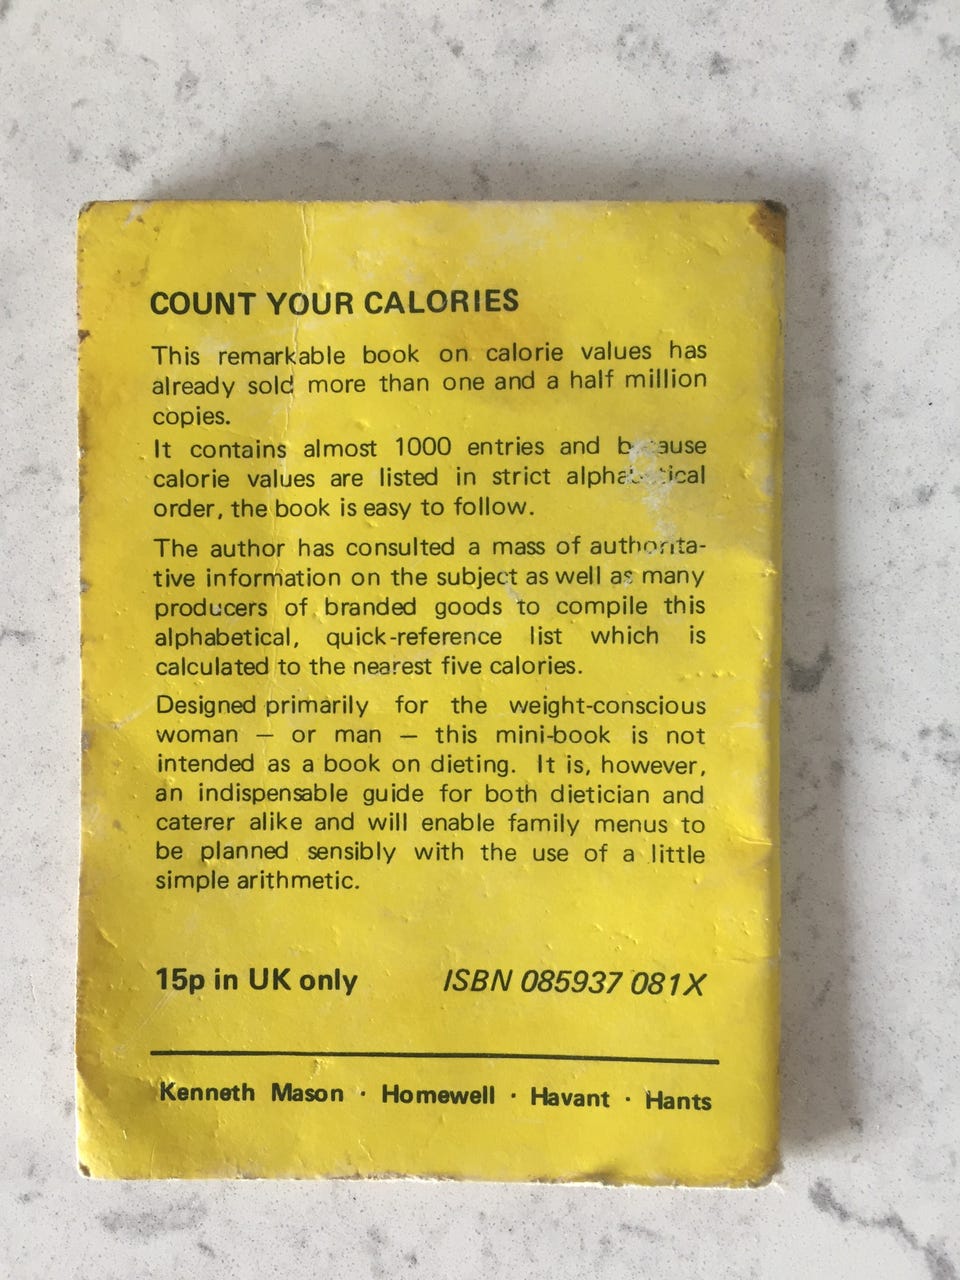 COUNT YOUR CALORIES
This remarkable book on calorie values has
already sold more than one and a half million
copies.
It contains almost 1000 entries and because
calorie values are listed in strict alphabetical
order, the book is easy to follow.
The author has consulted a mass of authorita-
tive information on the subject as well as many
producers of branded goods to compile this
alphabetical, quick-reference list which is
calculated to the nearest five calories.
Designed primarily for the weight-conscious
woman — or man — this mini-book is not
intended as a book on dieting. It is, however,
an indispensable guide for both dietician and
caterer alike and will enable family menus to
be planned sensibly with the use of a little
simple arithmetic.
15p in UK only ISBN 085937 081X
Kenneth Mason · Homewell · Havant · Hants